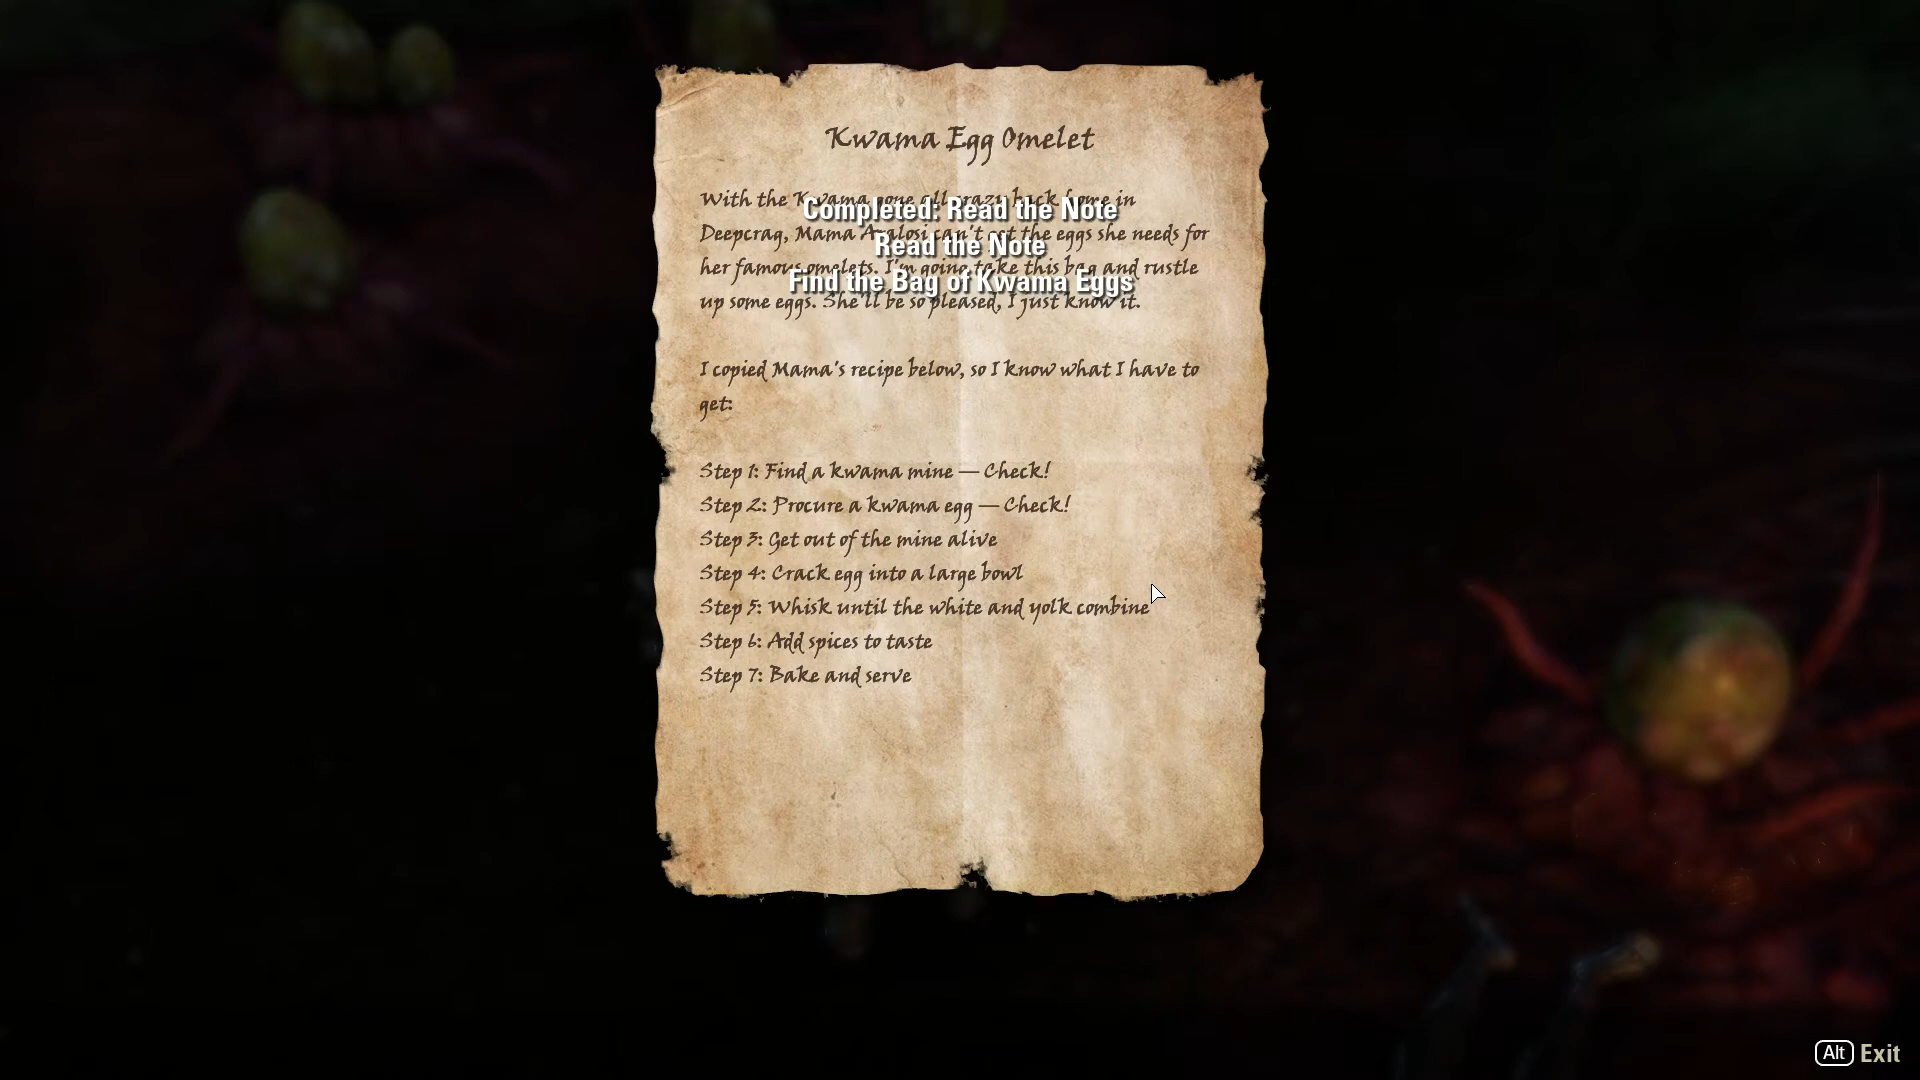 Kwama Egg Omelet
With the Kwama gone all crazy back home in
Completed: Read the Note
Deepcrag, Mama Avalosi can't get the eggs she needs for
Read the Note
her famous omelets. I'm going take this bag and rustle
Find the Bag of Kwama Eggs
up some eggs. She'll be so pleased, I just know it.
I copied Mama's recipe below, so I know what I have to
get:
Step 1: Find a kwama mine — Check!
Step 2: Procure a kwama egg — Check!
Step 3: Get out of the mine alive
Step 4: Crack egg into a large bowl
Step 5: Whisk until the white and yolk combine
Step 6: Add spices to taste
Step 7: Bake and serve
Alt Exit